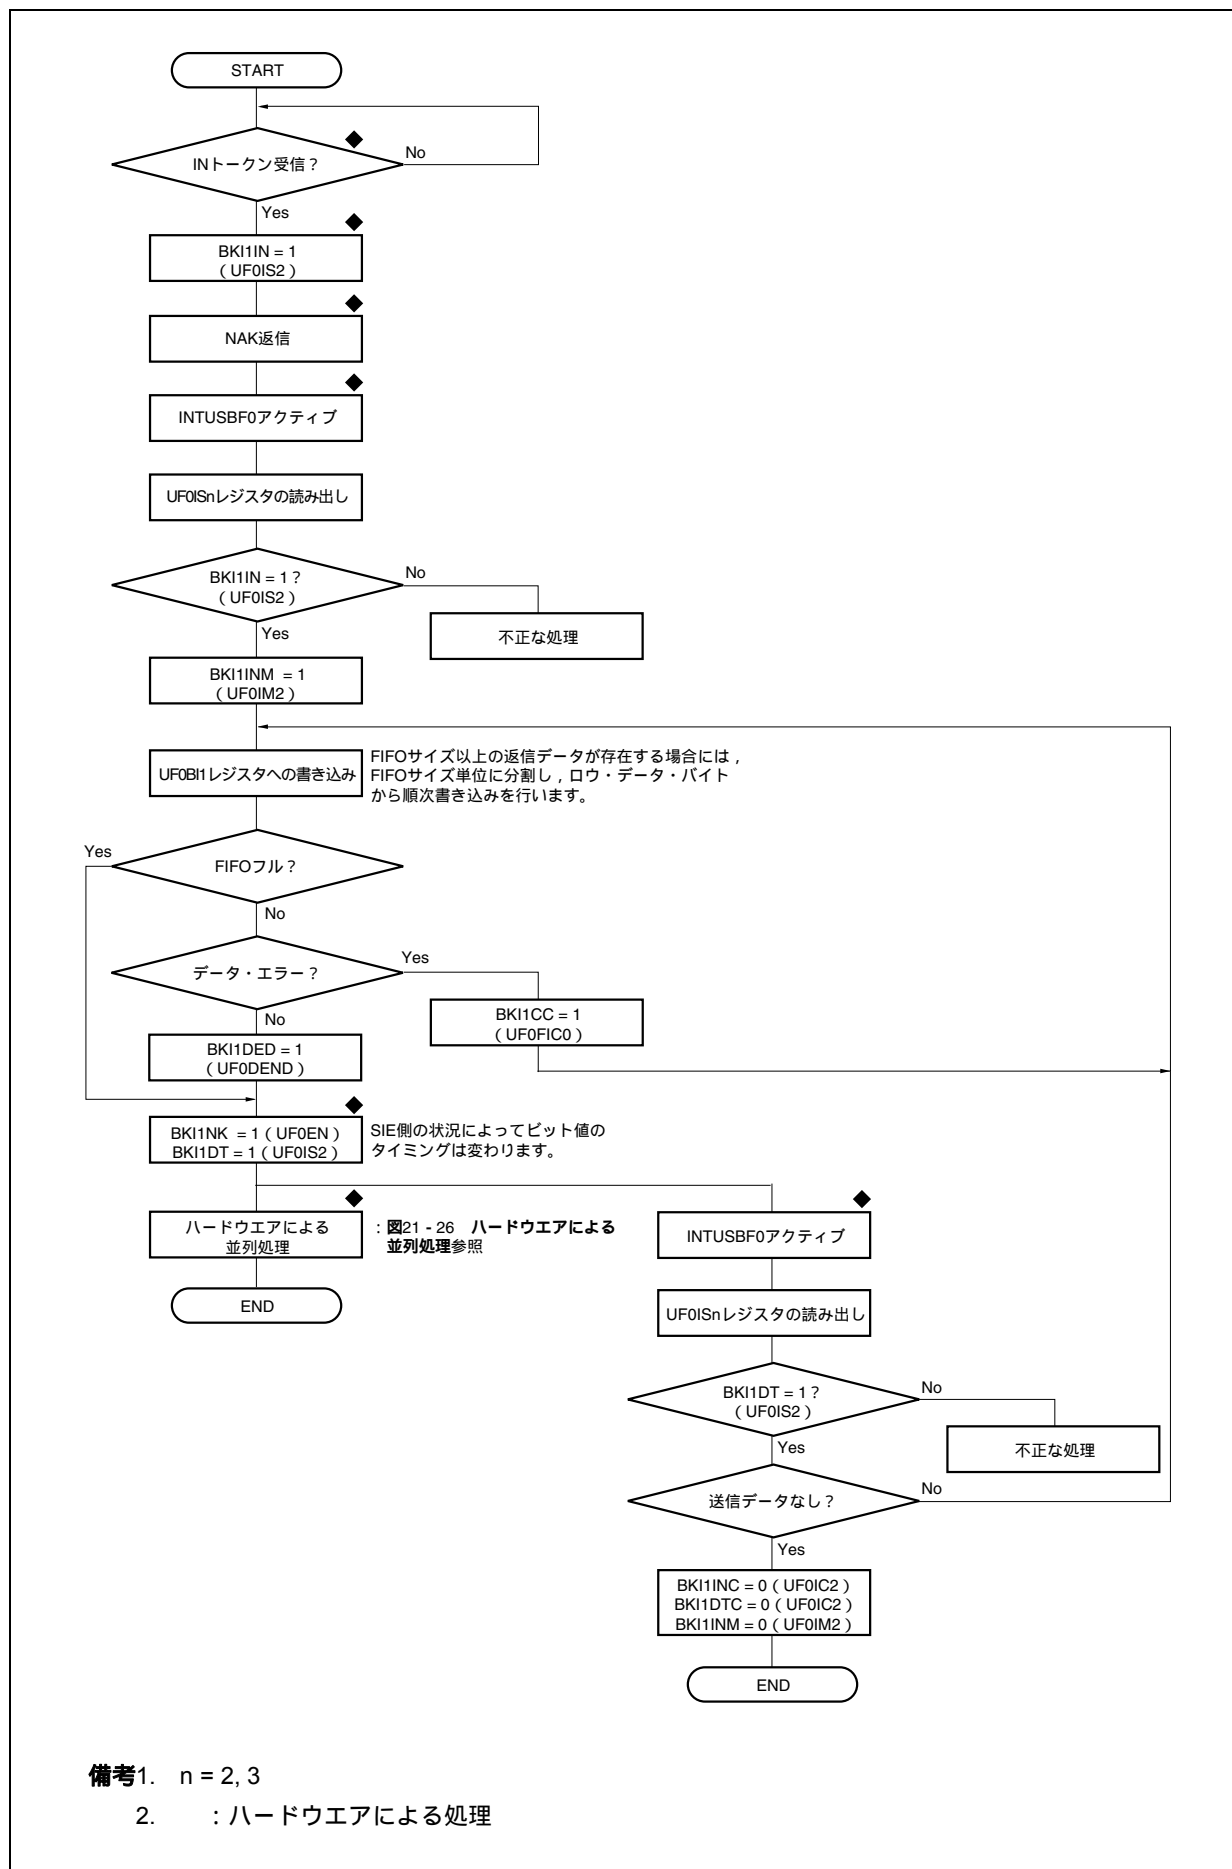 START
INトークン受信？
No
Yes
BKI1IN = 1
（UF0IS2）
NAK返信
INTUSBF0アクティブ
UF0ISnレジスタの読み出し
BKI1IN = 1？
（UF0IS2）
No
不正な処理
Yes
BKI1INM = 1
（UF0IM2）
UF0BI1レジスタへの書き込み
FIFOサイズ以上の返信データが存在する場合には，
FIFOサイズ単位に分割し，ロウ・データ・バイト
から順次書き込みを行います。
FIFOフル？
Yes
No
データ・エラー？
Yes
BKI1CC = 1
（UF0FIC0）
No
BKI1DED = 1
（UF0DEND）
BKI1NK = 1（UF0EN）
BKI1DT = 1（UF0IS2）
SIE側の状況によってビット値の
タイミングは変わります。
ハードウエアによる
並列処理
：図21 - 26 ハードウエアによる
並列処理参照
END
INTUSBF0アクティブ
UF0ISnレジスタの読み出し
BKI1DT = 1？
（UF0IS2）
No
不正な処理
Yes
送信データなし？
No
Yes
BKI1INC = 0（UF0IC2）
BKI1DTC = 0（UF0IC2）
BKI1INM = 0（UF0IM2）
END
備考1. n = 2, 3
2. ：ハードウエアによる処理